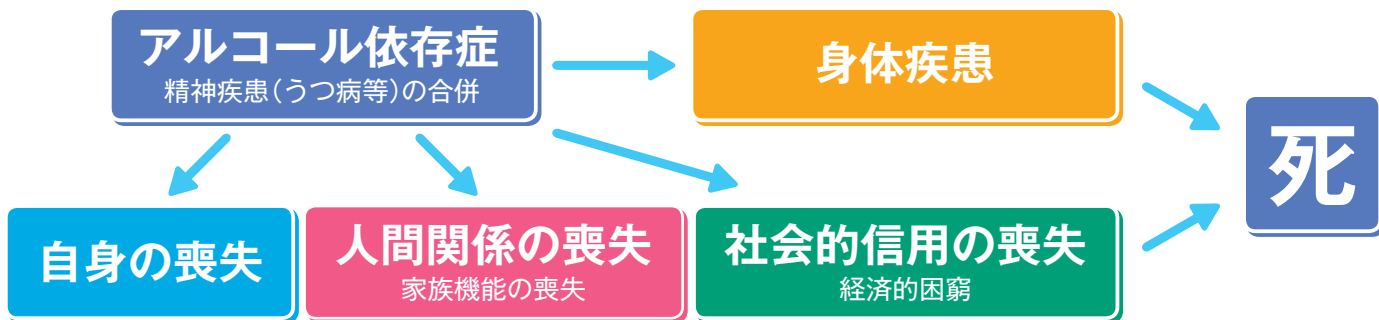 アルコール依存症
精神疾患（うつ病等）の合併
身体疾患
死
自身の喪失
人間関係の喪失
家族機能の喪失
社会的信用の喪失
経済的困窮